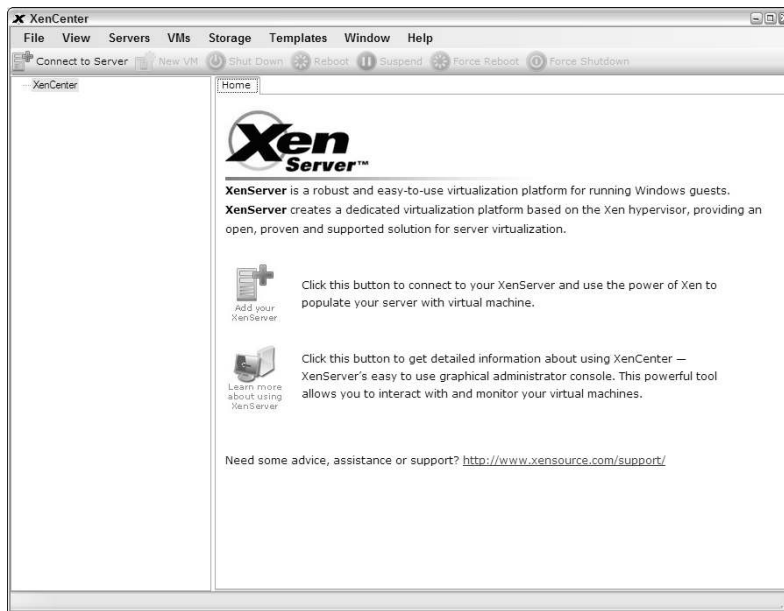 XenCenter
File View Servers VMs Storage Templates Window Help
Connect to Server New VM Shut Down Reboot Suspend Force Reboot Force Shutdown
XenCenter
Home
Xen
Server™
XenServer is a robust and easy-to-use virtualization platform for running Windows guests.
XenServer creates a dedicated virtualization platform based on the Xen hypervisor, providing an
open, proven and supported solution for server virtualization.
Add your
XenServer
Click this button to connect to your XenServer and use the power of Xen to
populate your server with virtual machine.
Learn more
about using
XenServer
Click this button to get detailed information about using XenCenter —
XenServer's easy to use graphical administrator console. This powerful tool
allows you to interact with and monitor your virtual machines.
Need some advice, assistance or support? http://www.xensource.com/support/